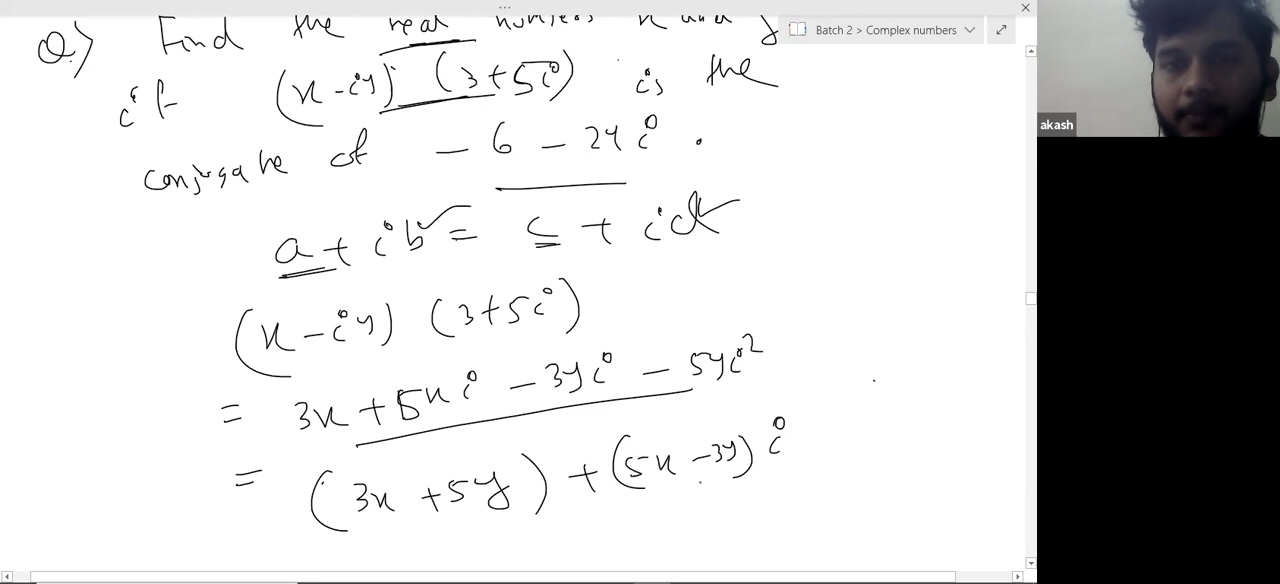 Batch 2 > Complex numbers
akash
Q.) Find the real numbers x and y
if (x - iy) (3 + 5i) is the
conjugate of - 6 - 24i .
a + ib = c + id
(x - iy) (3 + 5i)
= 3x + 5xi - 3yi - 5yi²
= (3x + 5y) + (5x - 3y) i